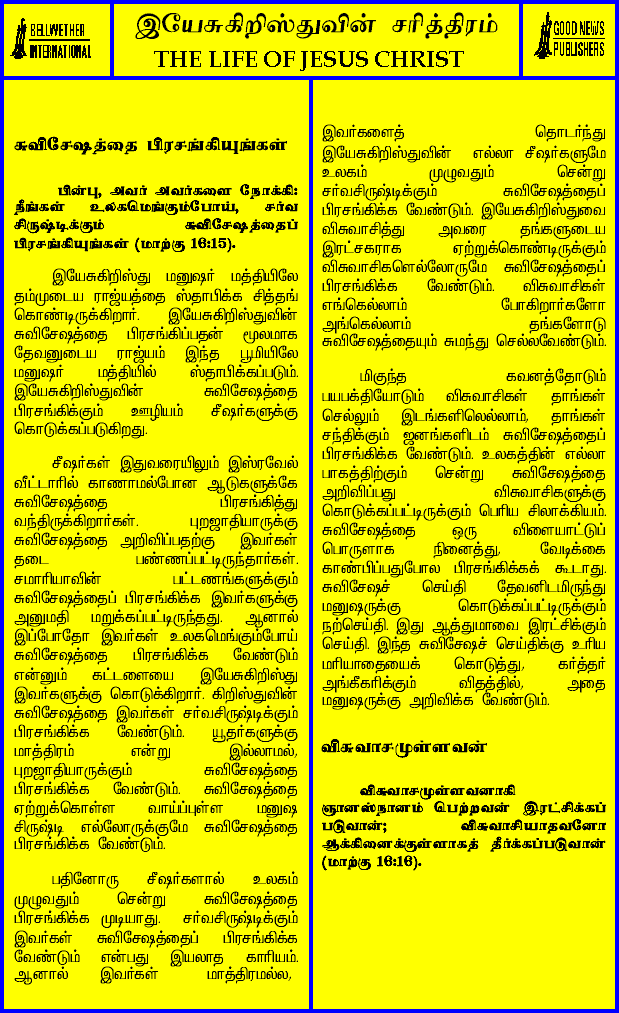 BELLWETHER
INTERNATIONAL
இயேசுகிறிஸ்துவின் சரித்திரம்
THE LIFE OF JESUS CHRIST
GOOD NEWS
PUBLISHERS
சுவிசேஷத்தை பிரசங்கியுங்கள்
பின்பு, அவர் அவர்களை நோக்கி:
நீங்கள் உலகமெங்கும்போய், சர்வ
சிருஷ்டிக்கும் சுவிசேஷத்தைப்
பிரசங்கியுங்கள் (மாற்கு 16:15).
இயேசுகிறிஸ்து மனுஷர் மத்தியிலே
தம்முடைய ராஜ்யத்தை ஸ்தாபிக்க சித்தங்
கொண்டிருக்கிறார். இயேசுகிறிஸ்துவின்
சுவிசேஷத்தை பிரசங்கிப்பதன் மூலமாக
தேவனுடைய ராஜ்யம் இந்த பூமியிலே
மனுஷர் மத்தியில் ஸ்தாபிக்கப்படும்.
இயேசுகிறிஸ்துவின் சுவிசேஷத்தை
பிரசங்கிக்கும் ஊழியம் சீஷர்களுக்கு
கொடுக்கப்படுகிறது.
சீஷர்கள் இதுவரையிலும் இஸ்ரவேல்
வீட்டாரில் காணாமல்போன ஆடுகளுக்கே
சுவிசேஷத்தை பிரசங்கித்து
வந்திருக்கிறார்கள். புறஜாதியாருக்கு
சுவிசேஷத்தை அறிவிப்பதற்கு இவர்கள்
தடை பண்ணப்பட்டிருந்தார்கள்.
சமாரியாவின் பட்டணங்களுக்கும்
சுவிசேஷத்தைப் பிரசங்கிக்க இவர்களுக்கு
அனுமதி மறுக்கப்பட்டிருந்தது. ஆனால்
இப்போதோ இவர்கள் உலகமெங்கும்போய்
சுவிசேஷத்தை பிரசங்கிக்க வேண்டும்
என்னும் கட்டளையை இயேசுகிறிஸ்து
இவர்களுக்கு கொடுக்கிறார். கிறிஸ்துவின்
சுவிசேஷத்தை இவர்கள் சர்வசிருஷ்டிக்கும்
பிரசங்கிக்க வேண்டும். யூதர்களுக்கு
மாத்திரம் என்று இல்லாமல்,
புறஜாதியாருக்கும் சுவிசேஷத்தை
பிரசங்கிக்க வேண்டும். சுவிசேஷத்தை
ஏற்றுக்கொள்ள வாய்ப்புள்ள மனுஷ
சிருஷ்டி எல்லோருக்குமே சுவிசேஷத்தை
பிரசங்கிக்க வேண்டும்.
பதினோரு சீஷர்களால் உலகம்
முழுவதும் சென்று சுவிசேஷத்தை
பிரசங்கிக்க முடியாது. சர்வசிருஷ்டிக்கும்
இவர்கள் சுவிசேஷத்தைப் பிரசங்கிக்க
வேண்டும் என்பது இயலாத காரியம்.
ஆனால் இவர்கள் மாத்திரமல்ல,
இவர்களைத் தொடர்ந்து
இயேசுகிறிஸ்துவின் எல்லா சீஷர்களுமே
உலகம் முழுவதும் சென்று
சர்வசிருஷ்டிக்கும் சுவிசேஷத்தைப்
பிரசங்கிக்க வேண்டும். இயேசுகிறிஸ்துவை
விசுவாசித்து அவரை தங்களுடைய
இரட்சகராக ஏற்றுக்கொண்டிருக்கும்
விசுவாசிகளெல்லோருமே சுவிசேஷத்தைப்
பிரசங்கிக்க வேண்டும். விசுவாசிகள்
எங்கெல்லாம் போகிறார்களோ
அங்கெல்லாம் தங்களோடு
சுவிசேஷத்தையும் சுமந்து செல்லவேண்டும்.
மிகுந்த கவனத்தோடும்
பயபக்தியோடும் விசுவாசிகள் தாங்கள்
செல்லும் இடங்களிலெல்லாம், தாங்கள்
சந்திக்கும் ஜனங்களிடம் சுவிசேஷத்தைப்
பிரசங்கிக்க வேண்டும். உலகத்தின் எல்லா
பாகத்திற்கும் சென்று சுவிசேஷத்தை
அறிவிப்பது விசுவாசிகளுக்கு
கொடுக்கப்பட்டிருக்கும் பெரிய சிலாக்கியம்.
சுவிசேஷத்தை ஒரு விளையாட்டுப்
பொருளாக நினைத்து, வேடிக்கை
காண்பிப்பதுபோல பிரசங்கிக்கக் கூடாது.
சுவிசேஷச் செய்தி தேவனிடமிருந்து
மனுஷருக்கு கொடுக்கப்பட்டிருக்கும்
நற்செய்தி. இது ஆத்துமாவை இரட்சிக்கும்
செய்தி. இந்த சுவிசேஷச் செய்திக்கு உரிய
மரியாதையைக் கொடுத்து, கர்த்தர்
அங்கீகரிக்கும் விதத்தில், அதை
மனுஷருக்கு அறிவிக்க வேண்டும்.
விசுவாசமுள்ளவன்
விசுவாசமுள்ளவனாகி
ஞானஸ்நானம் பெற்றவன் இரட்சிக்கப்
படுவான்; விசுவாசியாதவனோ
ஆக்கினைக்குள்ளாகத் தீர்க்கப்படுவான்
(மாற்கு 16:16).